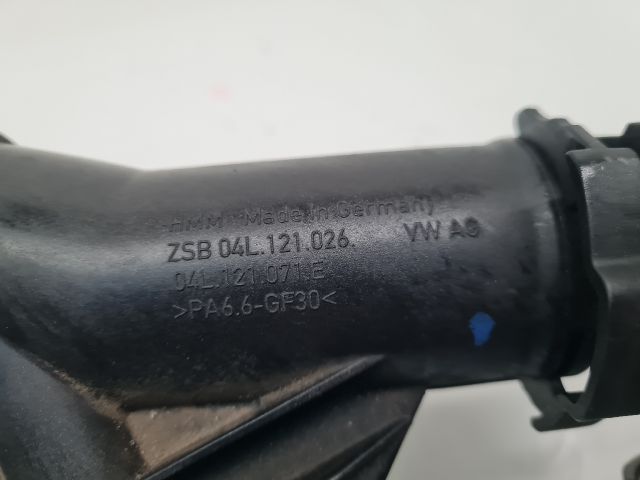 Made in Germany
ZSB 04L.121.026. VW AG
04L.121.071.E
>PA6.6-GF30<